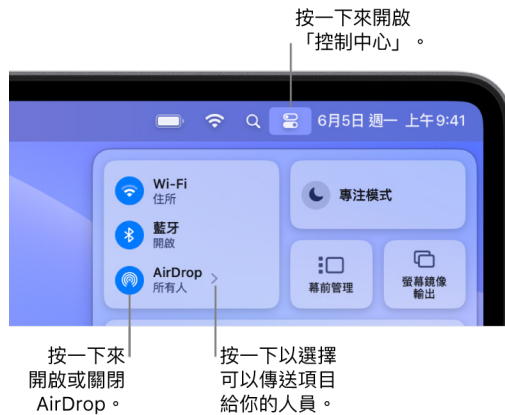 按一下來開啟
「控制中心」。
6月5日 週一 上午9:41
Wi-Fi
住所
專注模式
藍牙
開啟
AirDrop
所有人
幕前管理
螢幕鏡像
輸出
按一下來
開啟或關閉
AirDrop。
按一下以選擇
可以傳送項目
給你的人員。